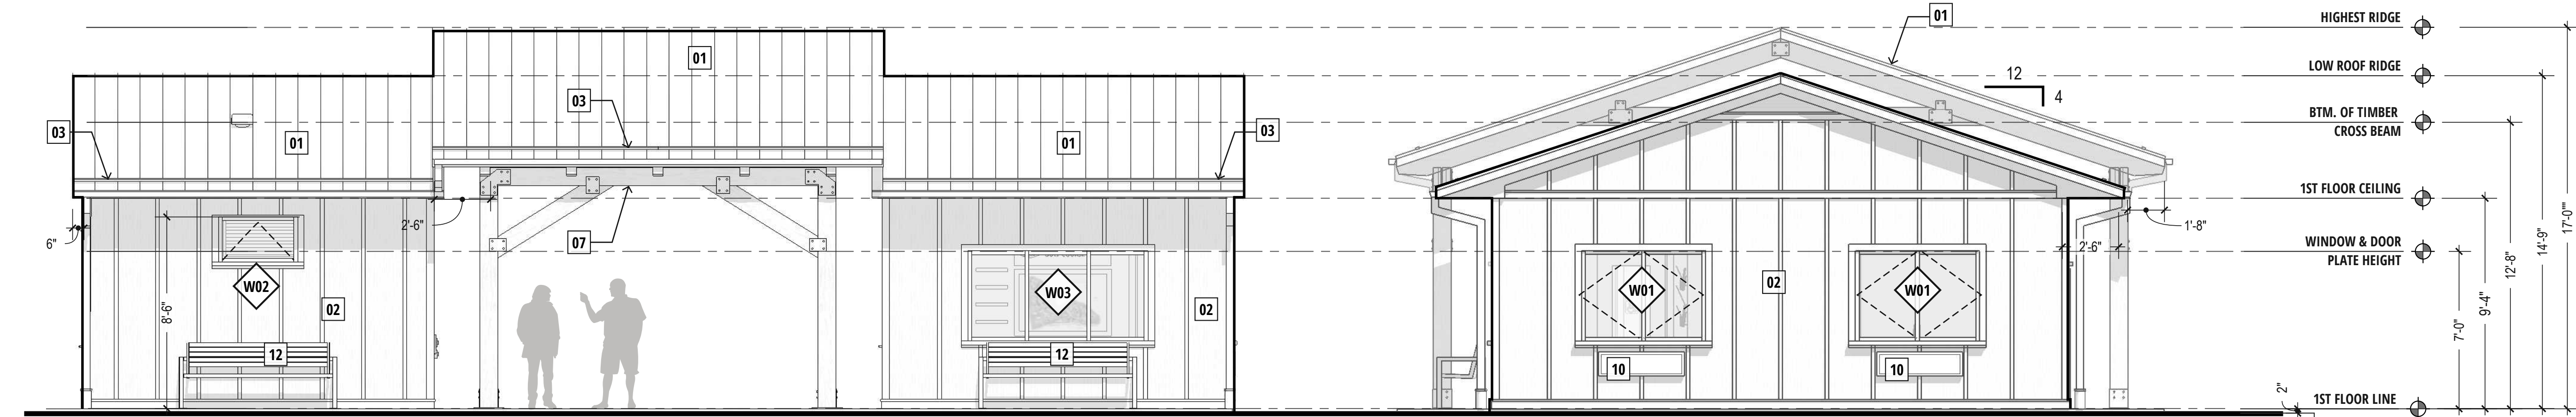 01
01
01
03
03
03
07
2'-6"
6"
8'-6"
W02
02
12
W03
02
12
01
12
4
02
W01
W01
10
10
2'-6"
1'-8"
HIGHEST RIDGE
LOW ROOF RIDGE
BTM. OF TIMBER
CROSS BEAM
1ST FLOOR CEILING
WINDOW & DOOR
PLATE HEIGHT
1ST FLOOR LINE
2"
7'-0"
9'-4"
12'-8"
14'-9"
17'-0""